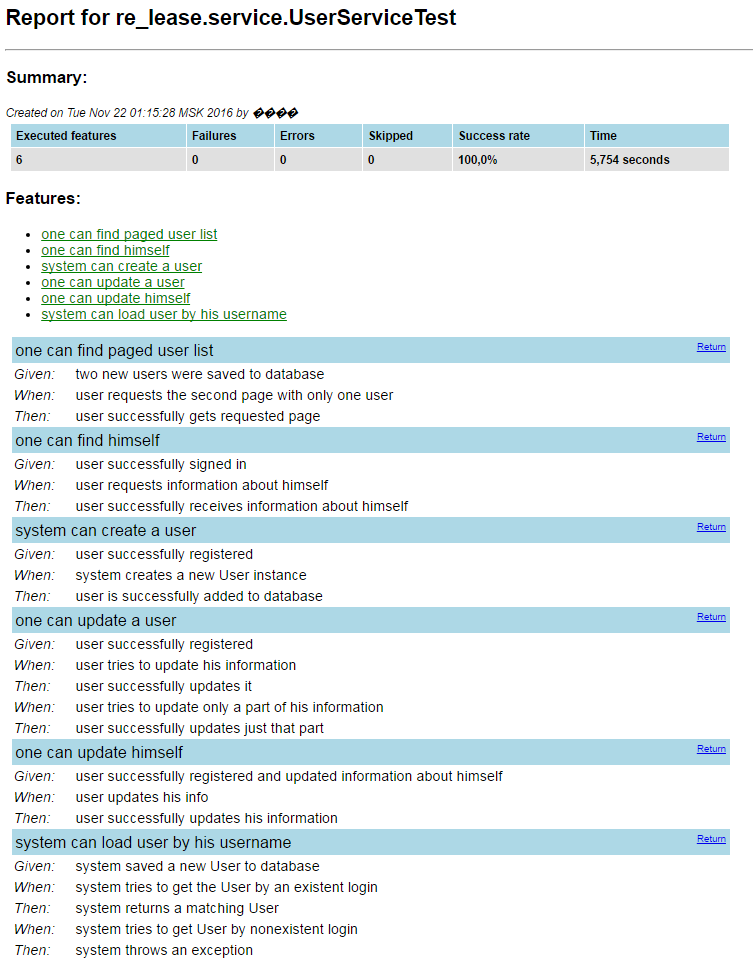 Report for re_lease.service.UserServiceTest
Summary:
Created on Tue Nov 22 01:15:28 MSK 2016 by ����
Executed features Failures Errors Skipped Success rate Time
6 0 0 0 100,0% 5,754 seconds
Features:
one can find paged user list
one can find himself
system can create a user
one can update a user
one can update himself
system can load user by his username
one can find paged user list Return
Given: two new users were saved to database
When: user requests the second page with only one user
Then: user successfully gets requested page
one can find himself Return
Given: user successfully signed in
When: user requests information about himself
Then: user successfully receives information about himself
system can create a user Return
Given: user successfully registered
When: system creates a new User instance
Then: user is successfully added to database
one can update a user Return
Given: user successfully registered
When: user tries to update his information
Then: user successfully updates it
When: user tries to update only a part of his information
Then: user successfully updates just that part
one can update himself Return
Given: user successfully registered and updated information about himself
When: user updates his info
Then: user successfully updates his information
system can load user by his username Return
Given: system saved a new User to database
When: system tries to get the User by an existent login
Then: system returns a matching User
When: system tries to get User by nonexistent login
Then: system throws an exception